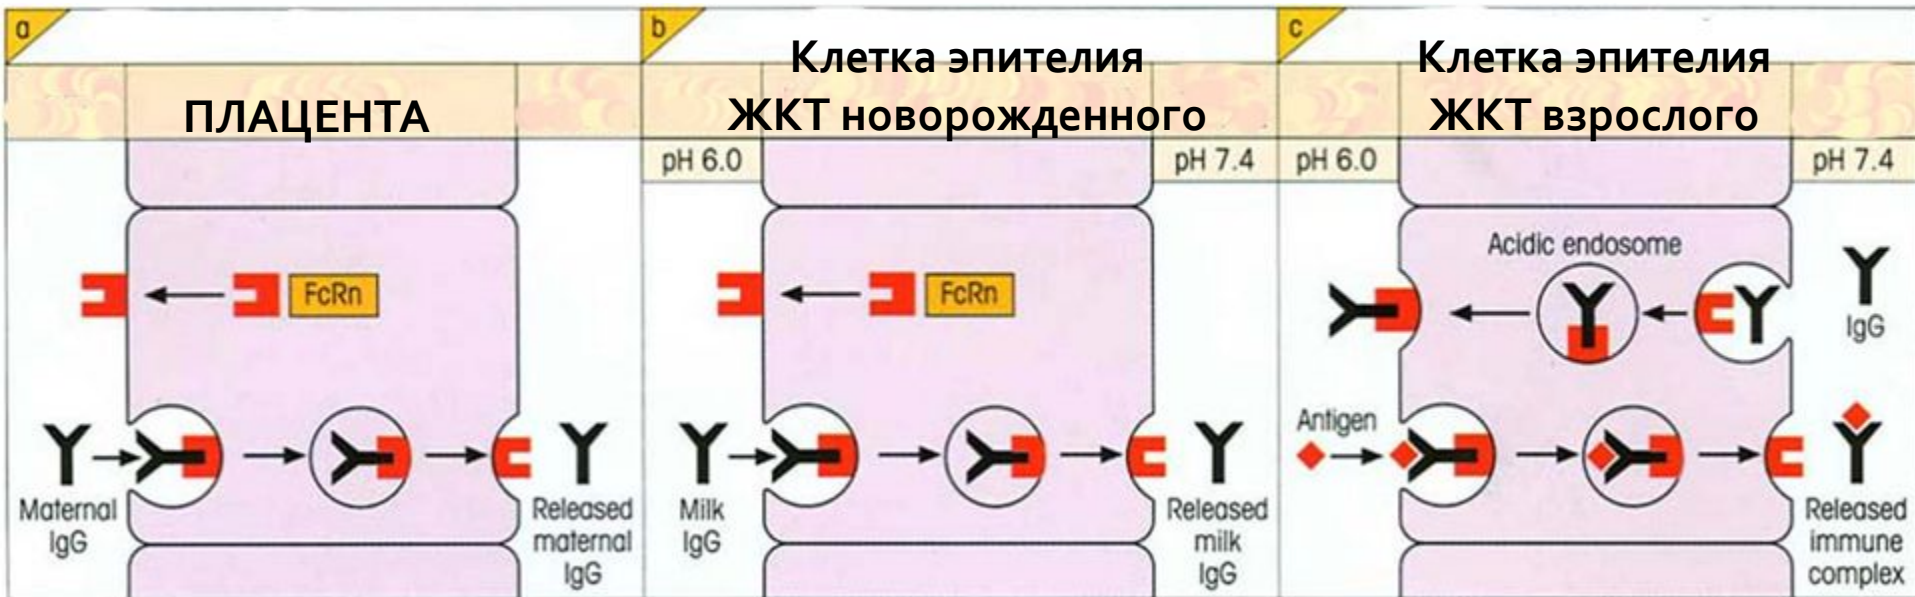 a
ПЛАЦЕНТА
FcRn
Maternal
IgG
Released
maternal
IgG
b
Клетка эпителия
ЖКТ новорожденного
pH 6.0
pH 7.4
FcRn
Milk
IgG
Released
milk
IgG
c
Клетка эпителия
ЖКТ взрослого
pH 6.0
pH 7.4
Acidic endosome
IgG
Antigen
Released
immune
complex